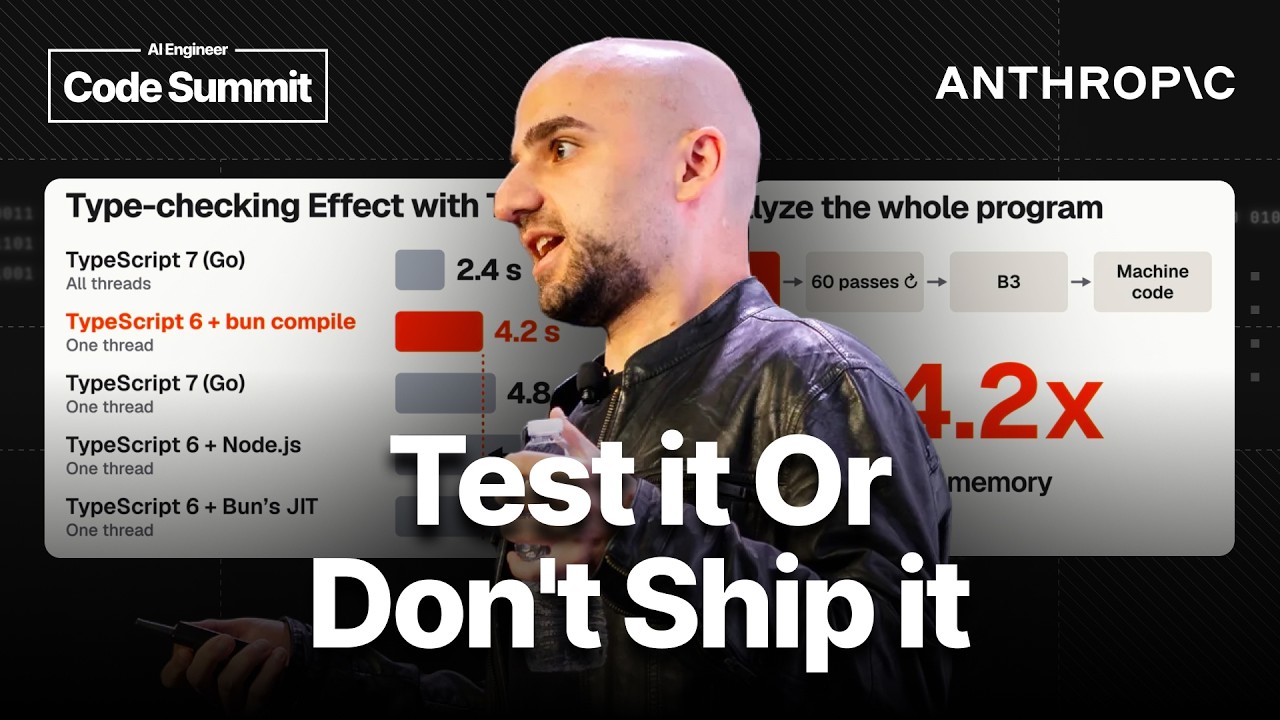 AI Engineer
Code Summit
ANTHROP\C
Type-checking Effect with
TypeScript 7 (Go)
All threads
2.4 s
TypeScript 6 + bun compile
One thread
4.2 s
TypeScript 7 (Go)
One thread
4.8
TypeScript 6 + Node.js
One thread
TypeScript 6 + Bun's JIT
One thread
the whole program
60 passes ↻
B3
Machine
code
4.2x
memory
Test it Or
Don't Ship it